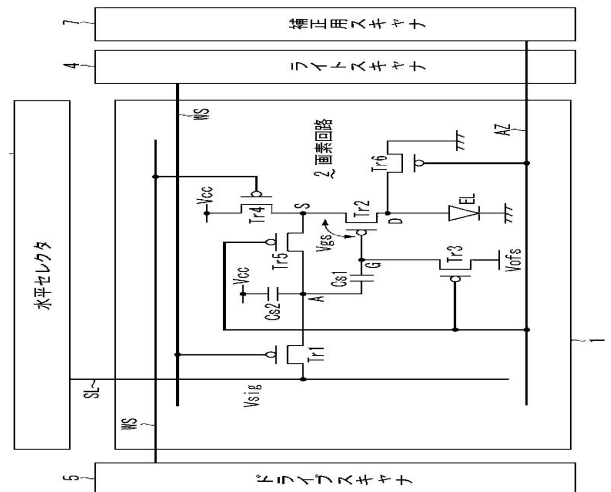 水平セレクタ
7
補正用スキャナ
4
ライトスキャナ
SL
WS
WS
Vsig
Vcc
Vcc
2 画素回路
Tr4
S
Tr5
Tr6
Tr2
D
Vgs
Cs2
A
Cs1
G
EL
Tr1
Tr3
Vofs
AZ
1
5
ドライブスキャナ